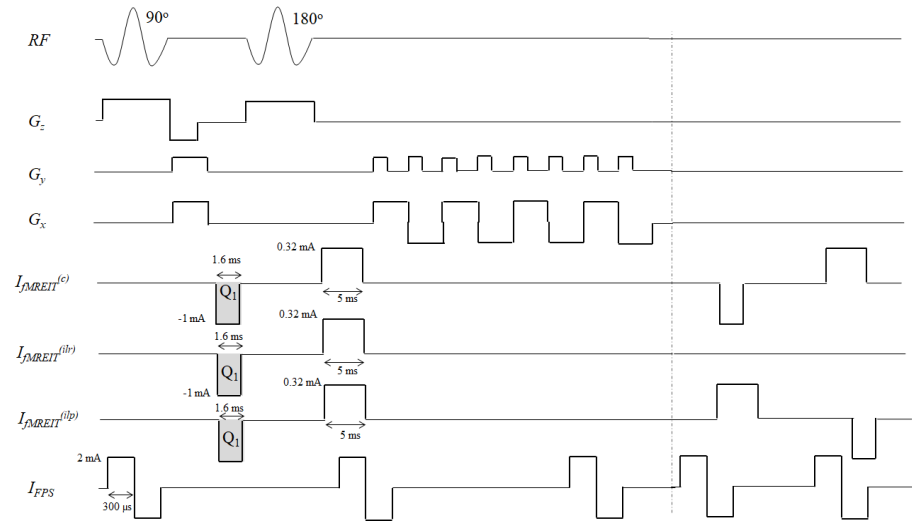 90º
180º
RF
Gz
Gy
Gx
0.32 mA
1.6 ms
IfMREIT(c)
Q1
5 ms
-1 mA
0.32 mA
1.6 ms
IfMREIT(ilr)
Q1
5 ms
-1 mA
0.32 mA
1.6 ms
IfMREIT(ilp)
Q1
5 ms
2 mA
IFPS
300 µs